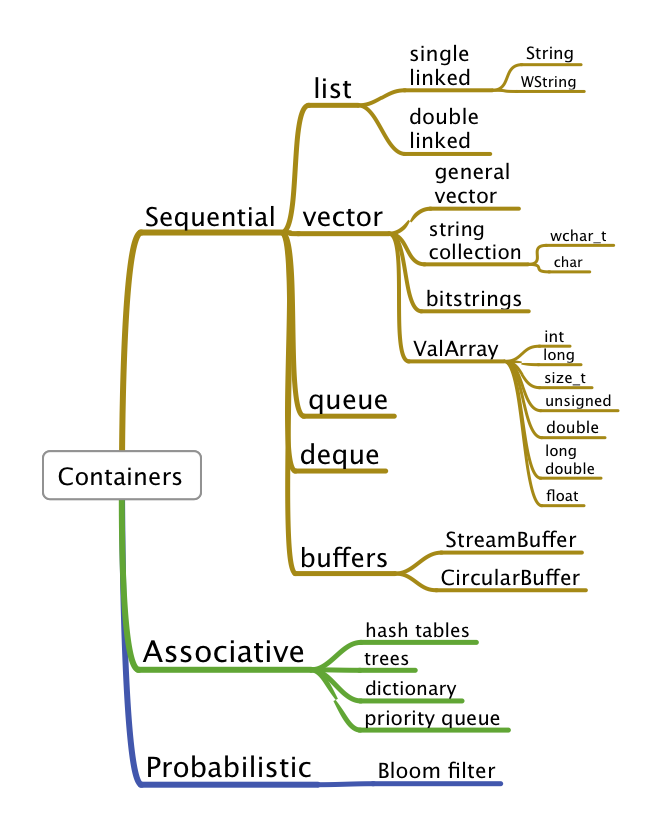 Containers
Sequential
list
single
linked
String
WString
double
linked
vector
general
vector
string
collection
wchar_t
char
bitstrings
ValArray
int
long
size_t
unsigned
double
long
double
float
queue
deque
buffers
StreamBuffer
CircularBuffer
Associative
hash tables
trees
dictionary
priority queue
Probabilistic
Bloom filter